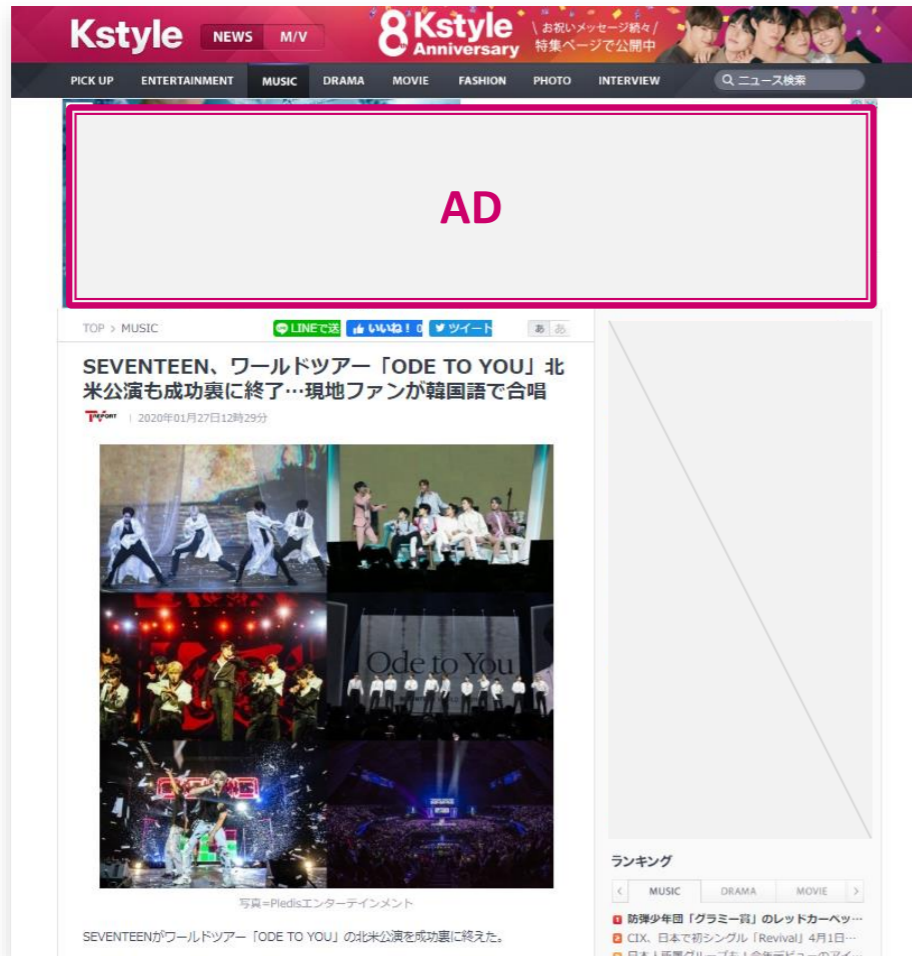 Kstyle
NEWS
M/V
8th Kstyle
Anniversary
\ お祝いメッセージ続々 /
特集ページで公開中
PICK UP
ENTERTAINMENT
MUSIC
DRAMA
MOVIE
FASHION
PHOTO
INTERVIEW
ニュース検索
AD
TOP > MUSIC
LINEで送
いいね! 0
ツイート
あ あ
SEVENTEEN、ワールドツアー「ODE TO YOU」北
米公演も成功裏に終了…現地ファンが韓国語で合唱
TVREPORT | 2020年01月27日12時29分
Ode to You
写真=Pledisエンターテインメント
SEVENTEENがワールドツアー「ODE TO YOU」の北米公演を成功裏に終えた。
ランキング
< MUSIC DRAMA MOVIE >
1 防弾少年団「グラミー賞」のレッドカーペッ…
2 CIX、日本で初シングル「Revival」4月1日…